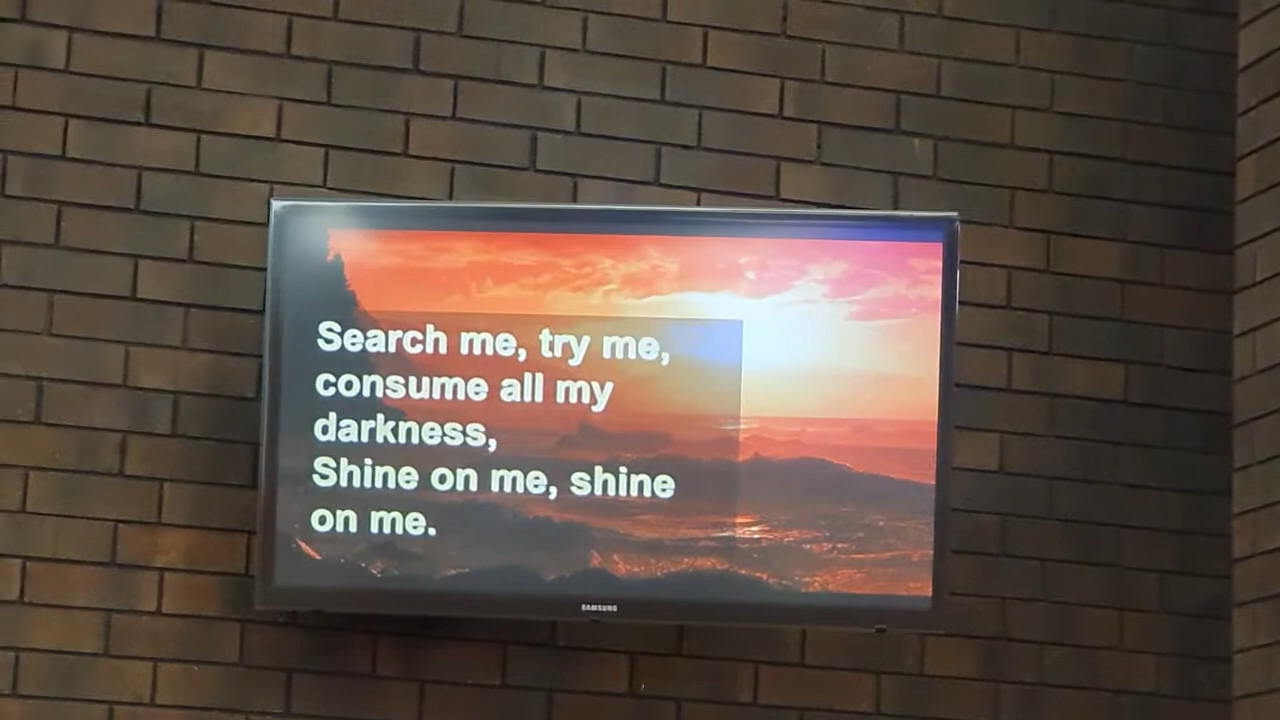 Search me, try me,
consume all my
darkness,
Shine on me, shine
on me.
SAMSUNG